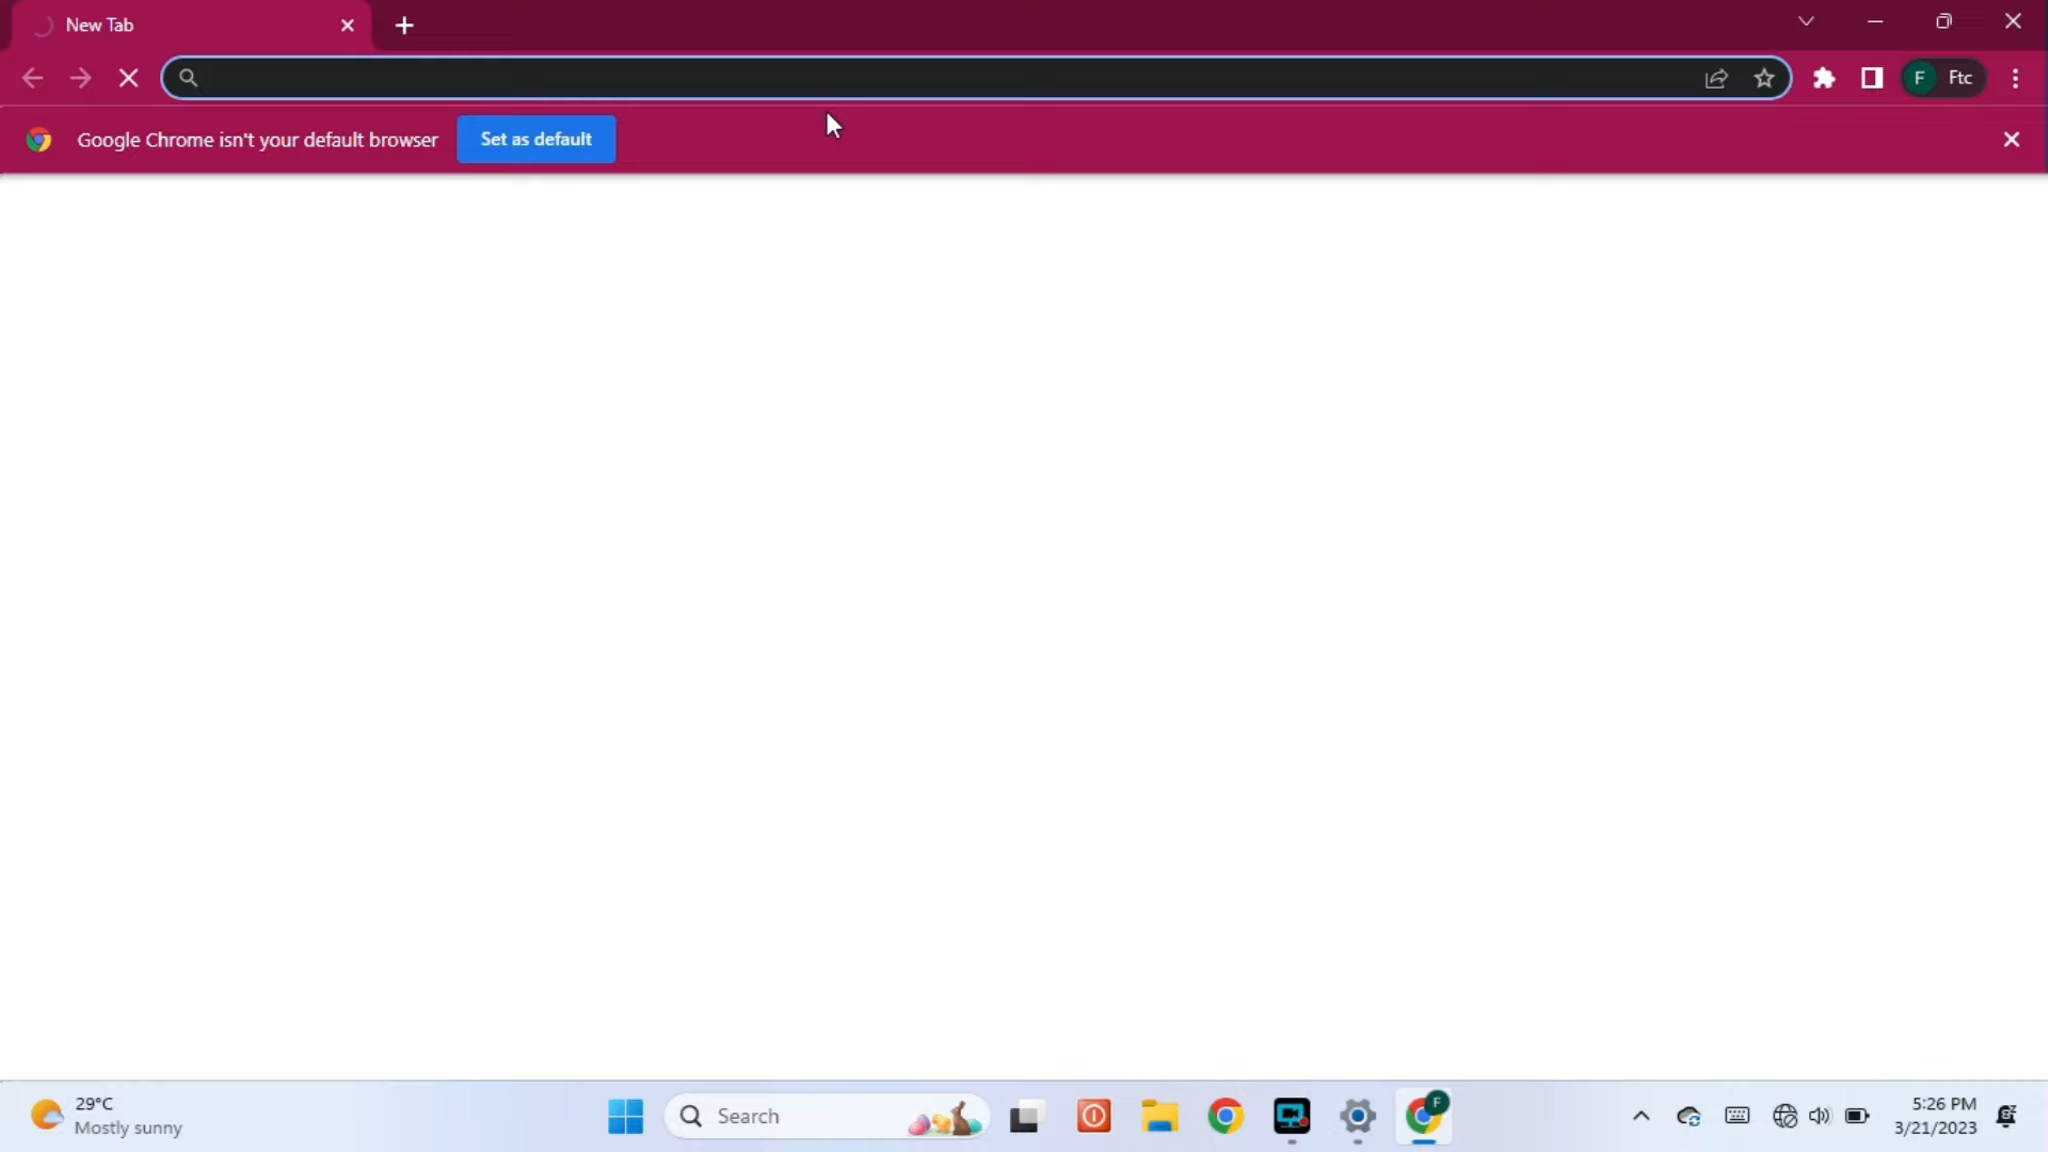 New Tab
F Ftc
Google Chrome isn't your default browser Set as default
29°C
Mostly sunny
Search
F
5:26 PM
3/21/2023